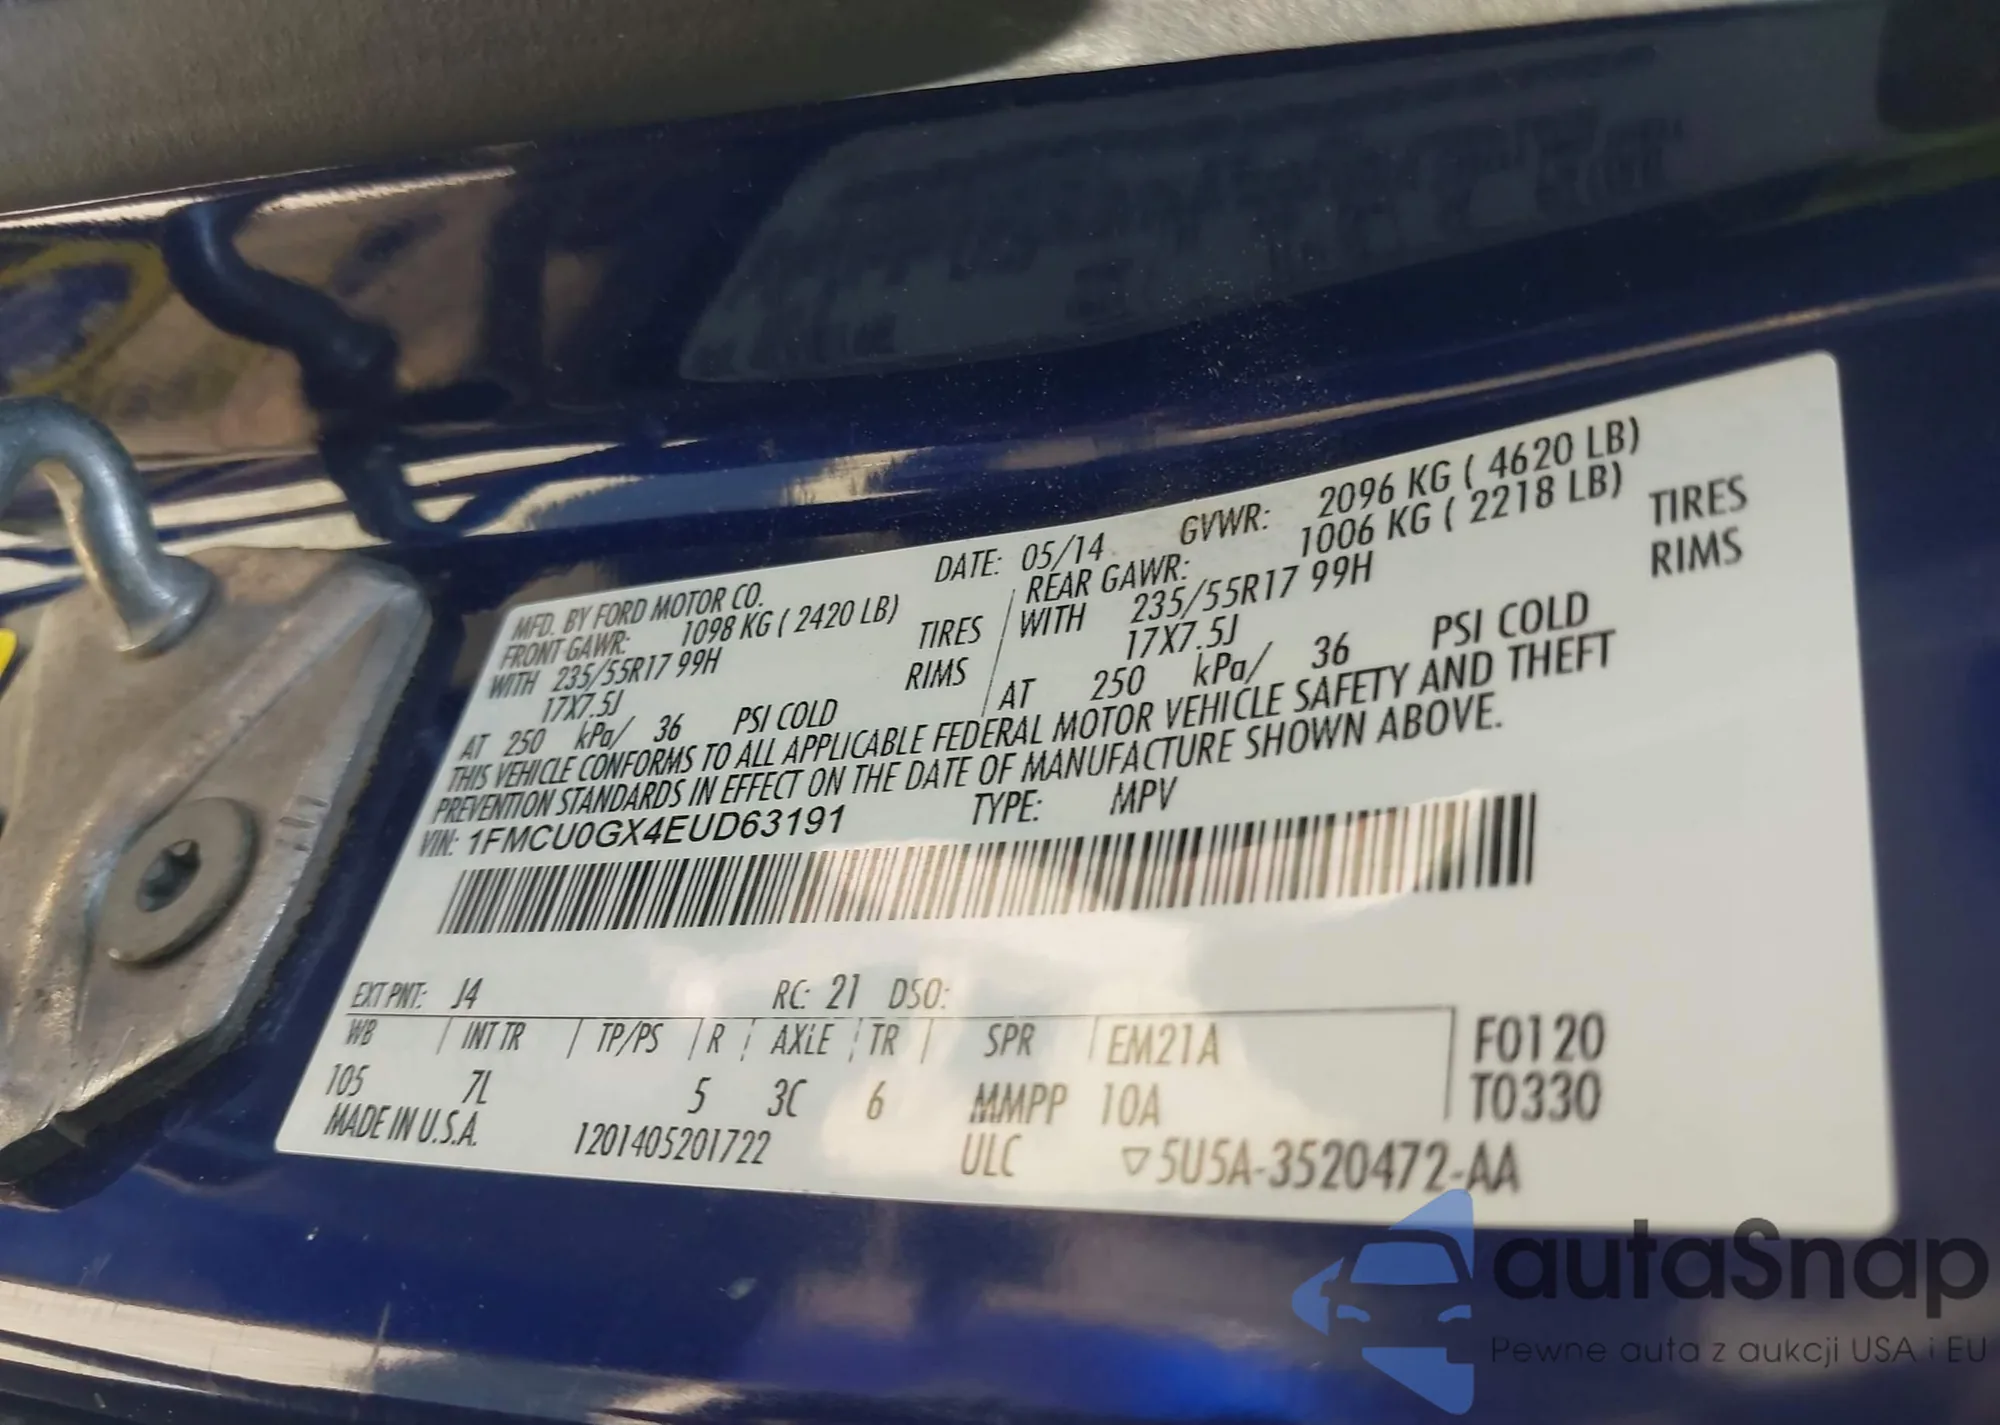 MFD. BY FORD MOTOR CO. DATE: 05/14 GVWR: 2096 KG ( 4620 LB)
FRONT GAWR: 1098 KG ( 2420 LB) REAR GAWR: 1006 KG ( 2218 LB)
WITH 235/55R17 99H TIRES WITH 235/55R17 99H TIRES
17X7.5J RIMS 17X7.5J RIMS
AT 250 kPa/ 36 PSI COLD AT 250 kPa/ 36 PSI COLD
THIS VEHICLE CONFORMS TO ALL APPLICABLE FEDERAL MOTOR VEHICLE SAFETY AND THEFT
PREVENTION STANDARDS IN EFFECT ON THE DATE OF MANUFACTURE SHOWN ABOVE.
VIN: 1FMCU0GX4EUD63191 TYPE: MPV
EXT PNT: J4 RC: 21 DSO:
WB INT TR TP/PS R AXLE TR SPR EM21A F0120
105 7L 5 3C 6 MMPP 10A T0330
MADE IN U.S.A. 1201405201722 ULC ▽5U5A-3520472-AA
autaSnap
Pewne auta z aukcji USA i EU